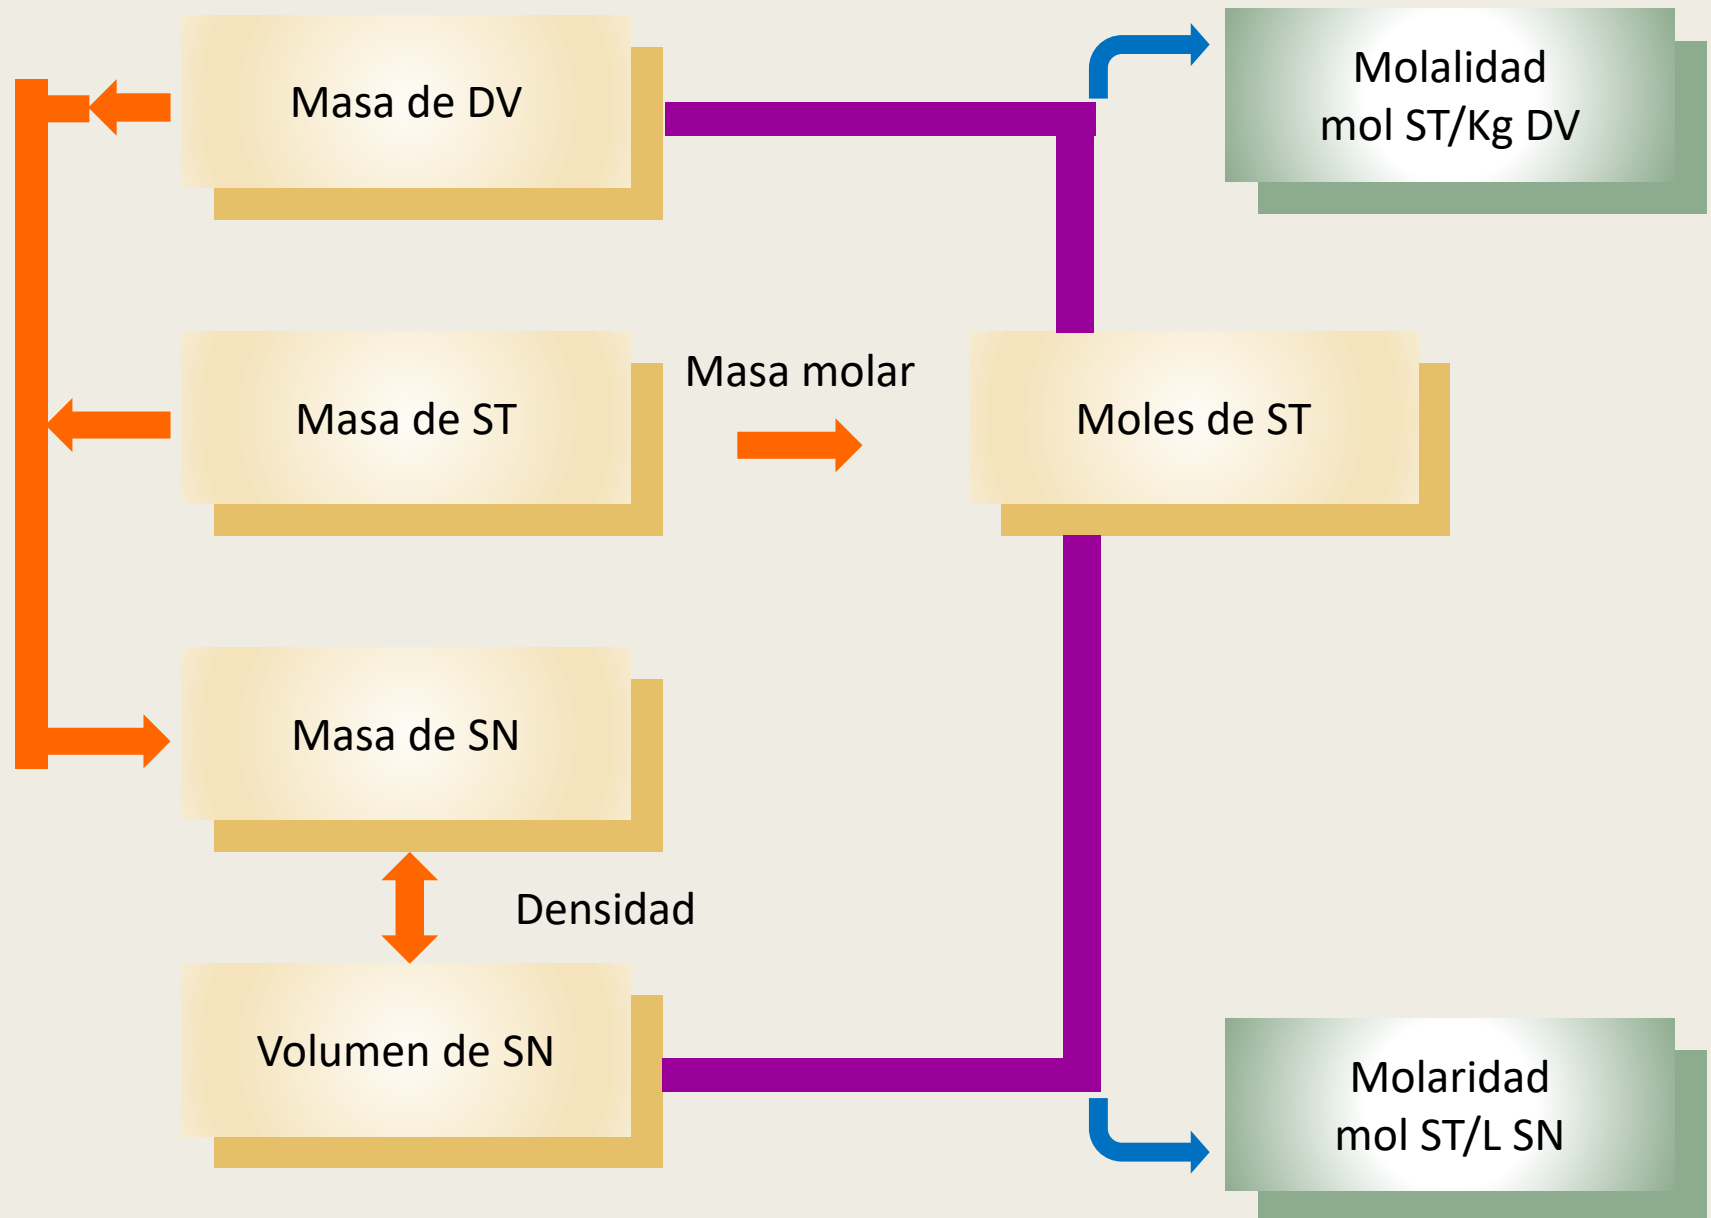 Masa de DV
Molalidad
mol ST/Kg DV
Masa de ST
Masa molar
Moles de ST
Masa de SN
Densidad
Volumen de SN
Molaridad
mol ST/L SN